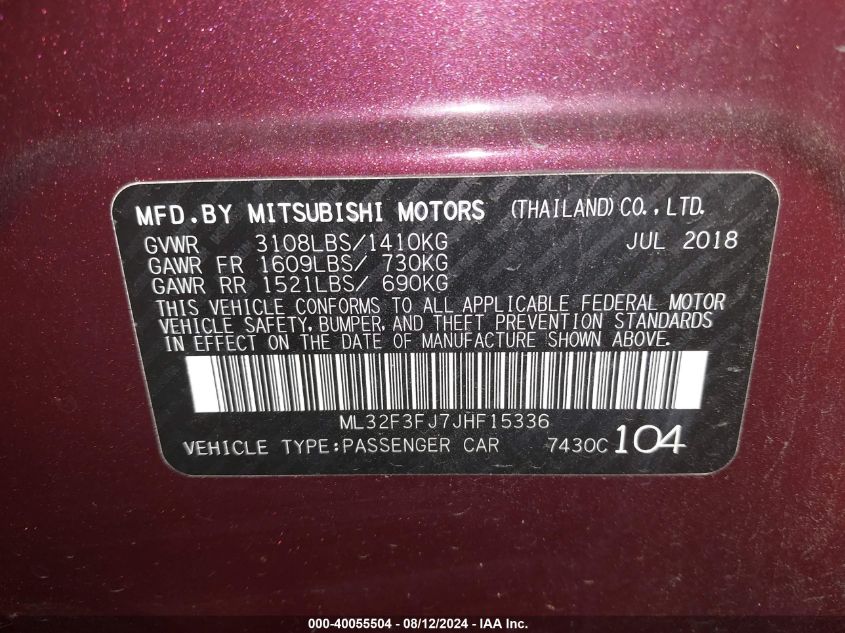 MFD.BY MITSUBISHI MOTORS (THAILAND)CO.,LTD.
GVWR 3108LBS/1410KG JUL 2018
GAWR FR 1609LBS/ 730KG
GAWR RR 1521LBS/ 690KG
THIS VEHICLE CONFORMS TO ALL APPLICABLE FEDERAL MOTOR
VEHICLE SAFETY, BUMPER, AND THEFT PREVENTION STANDARDS
IN EFFECT ON THE DATE OF MANUFACTURE SHOWN ABOVE.
ML32F3FJ7JHF15336
VEHICLE TYPE:PASSENGER CAR 7430C 104
000-40055504 - 08/12/2024 - IAA Inc.